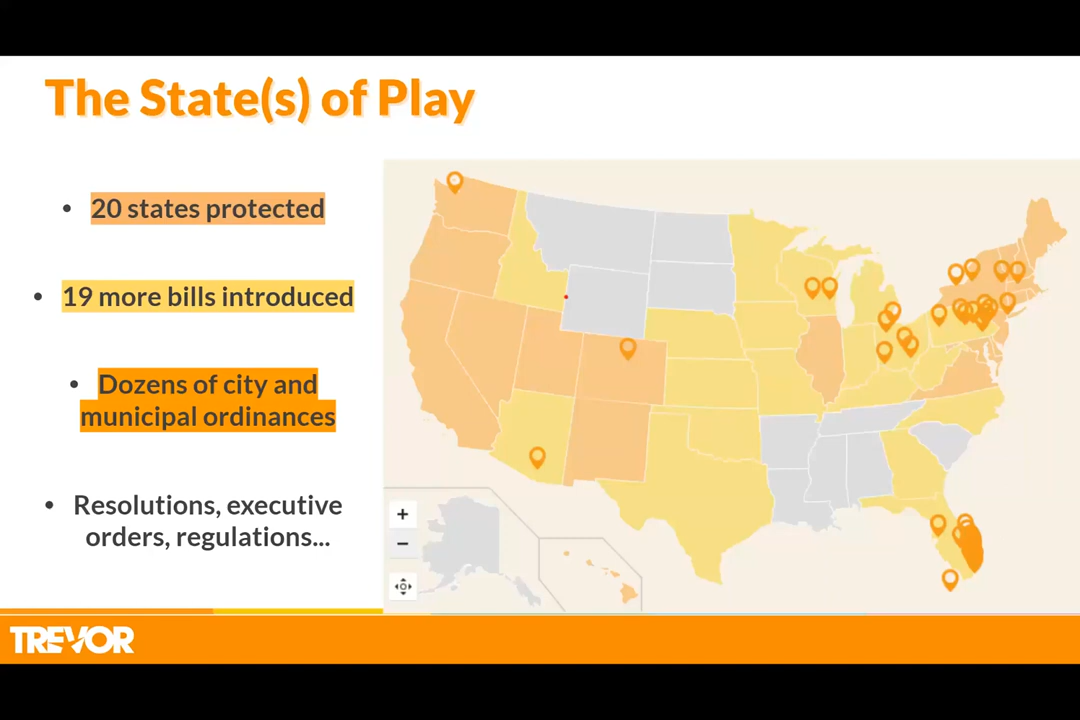 The State(s) of Play
• 20 states protected
• 19 more bills introduced
• Dozens of city and
municipal ordinances
• Resolutions, executive
orders, regulations...
+
−
TREVOR